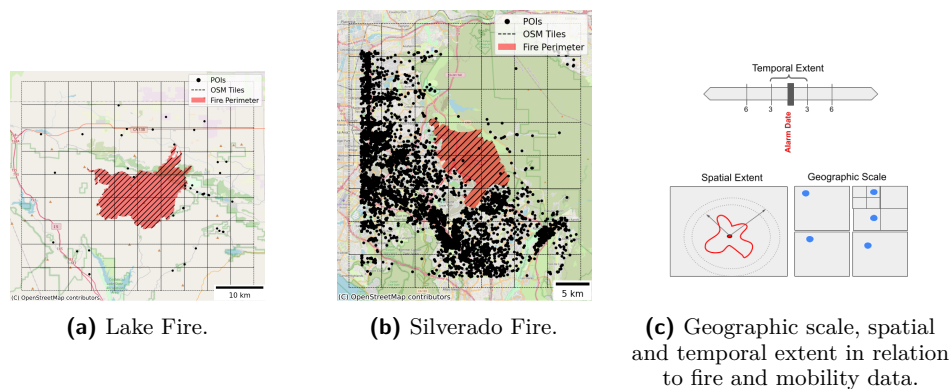 POIs
OSM Tiles
Fire Perimeter
(C) OpenStreetMap contributors
10 km
(a) Lake Fire.
POIs
OSM Tiles
Fire Perimeter
(C) OpenStreetMap contributors
5 km
(b) Silverado Fire.
Temporal Extent
6 3 3 6
Alarm Date
Spatial Extent
Geographic Scale
(c) Geographic scale, spatial
and temporal extent in relation
to fire and mobility data.